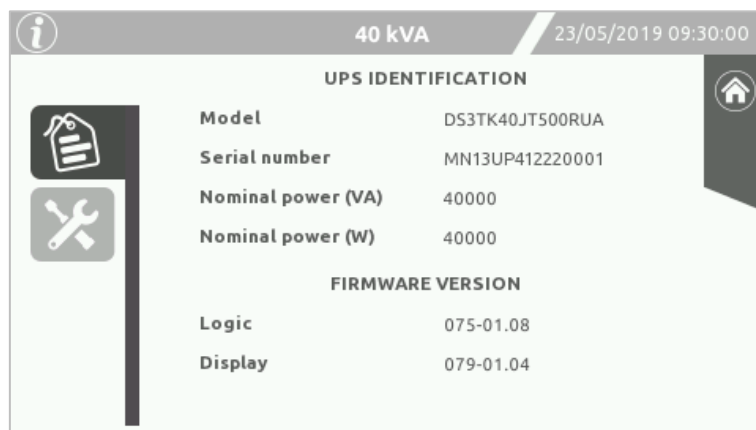 i 40 kVA 23/05/2019 09:30:00
UPS IDENTIFICATION
Model DS3TK40JT500RUA
Serial number MN13UP412220001
Nominal power (VA) 40000
Nominal power (W) 40000
FIRMWARE VERSION
Logic 075-01.08
Display 079-01.04